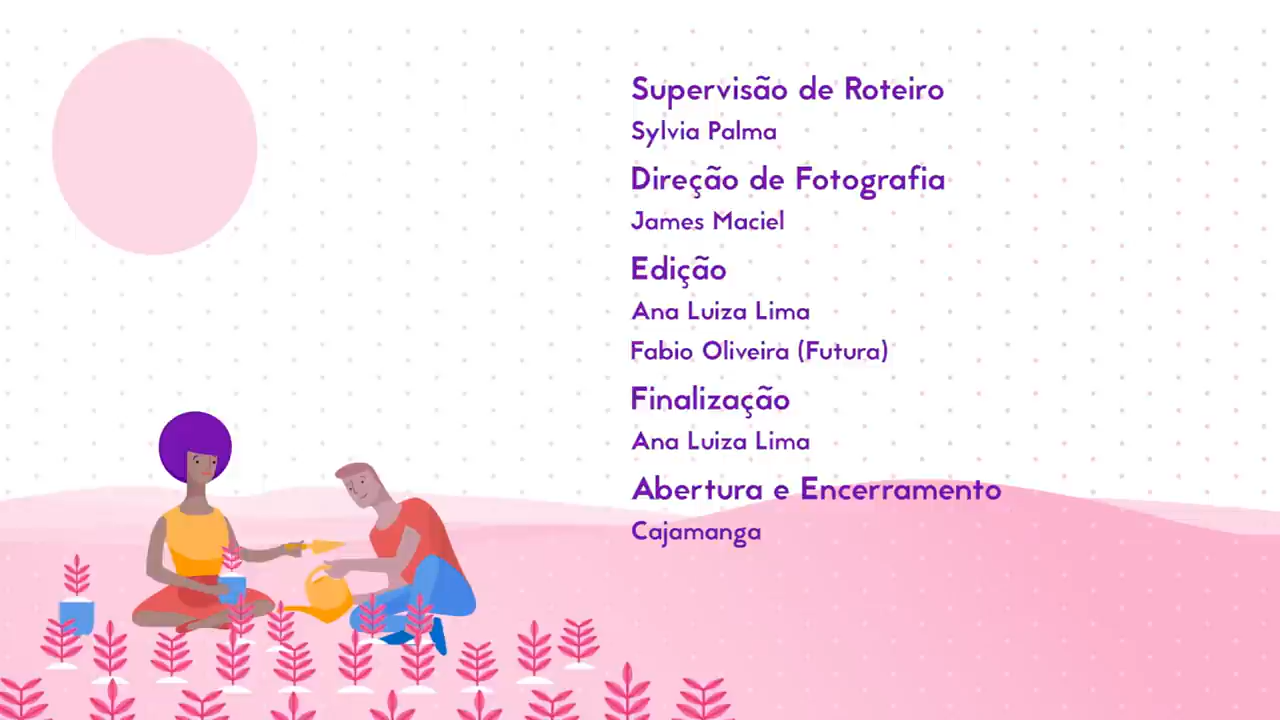 Supervisão de Roteiro
Sylvia Palma
Direção de Fotografia
James Maciel
Edição
Ana Luiza Lima
Fabio Oliveira (Futura)
Finalização
Ana Luiza Lima
Abertura e Encerramento
Cajamanga